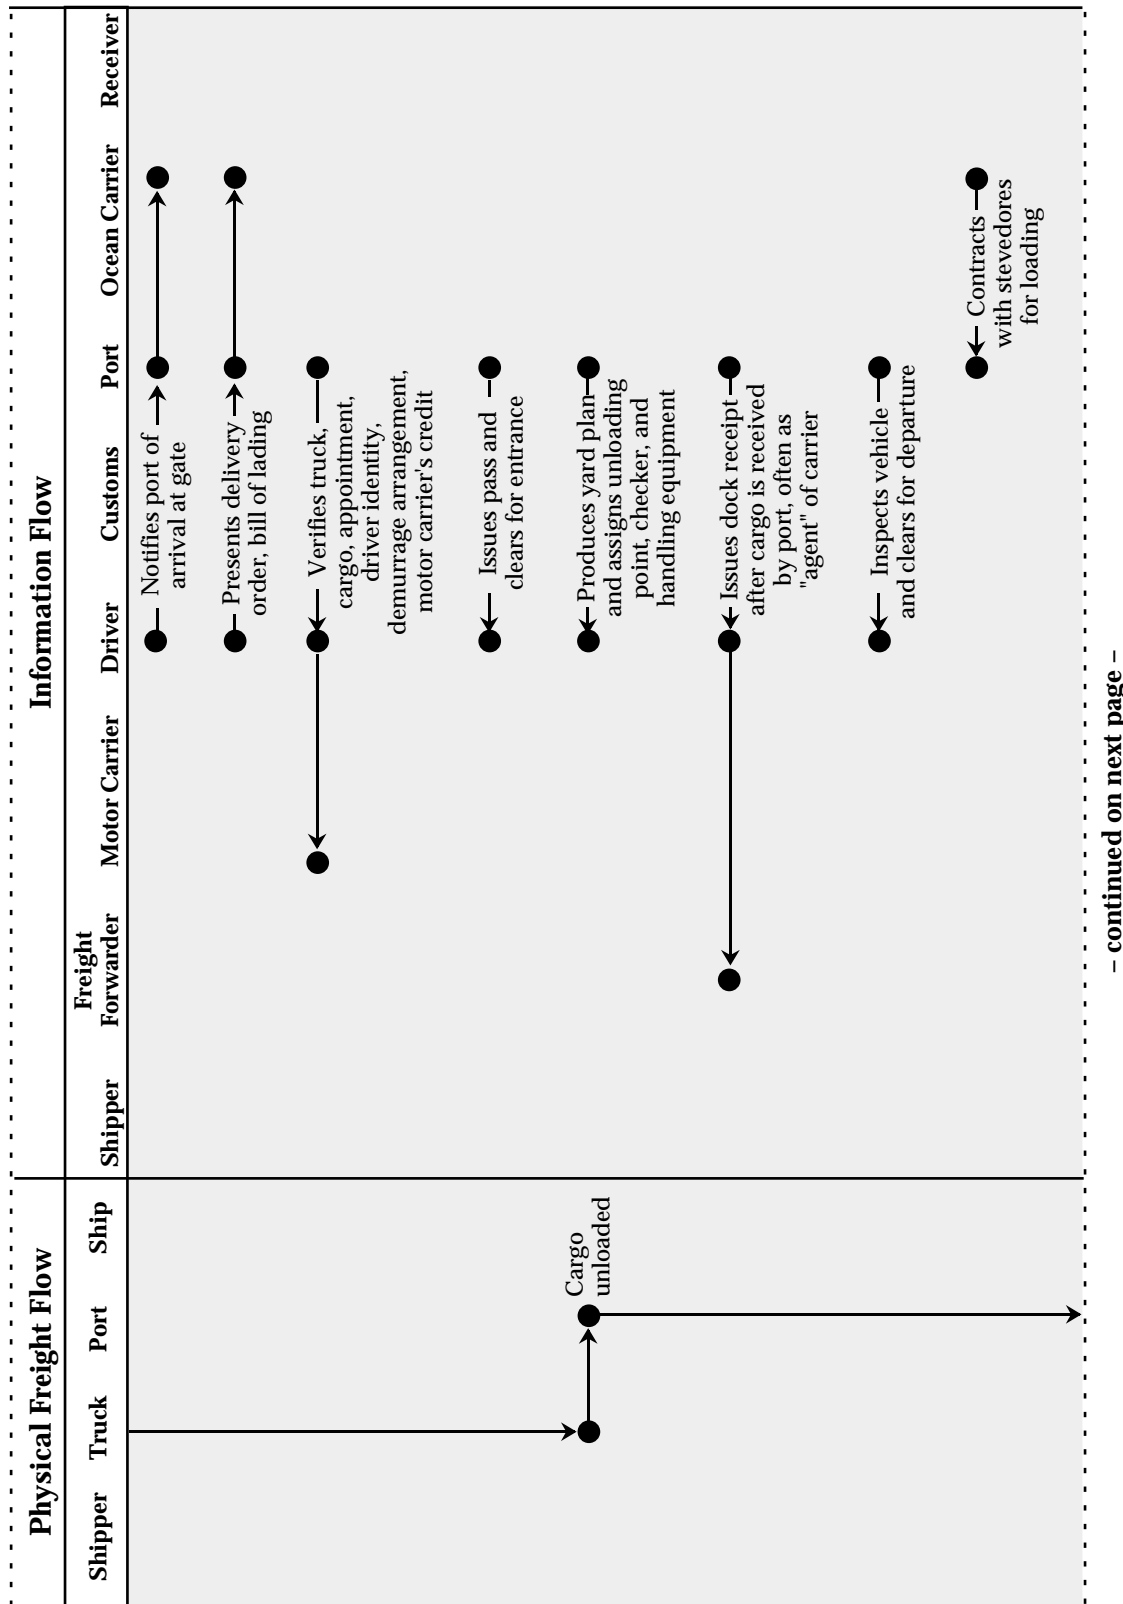 Physical Freight Flow
Information Flow
Shipper
Truck
Port
Ship
Shipper
Freight
Forwarder
Motor Carrier
Driver
Customs
Port
Ocean Carrier
Receiver
Notifies port of
arrival at gate
Presents delivery
order, bill of lading
Verifies truck,
cargo, appointment,
driver identity,
demurrage arrangement,
motor carrier's credit
Issues pass and
clears for entrance
Cargo
unloaded
Produces yard plan
and assigns unloading
point, checker, and
handling equipment
Issues dock receipt
after cargo is received
by port, often as
"agent" of carrier
Inspects vehicle
and clears for departure
Contracts
with stevedores
for loading
– continued on next page –